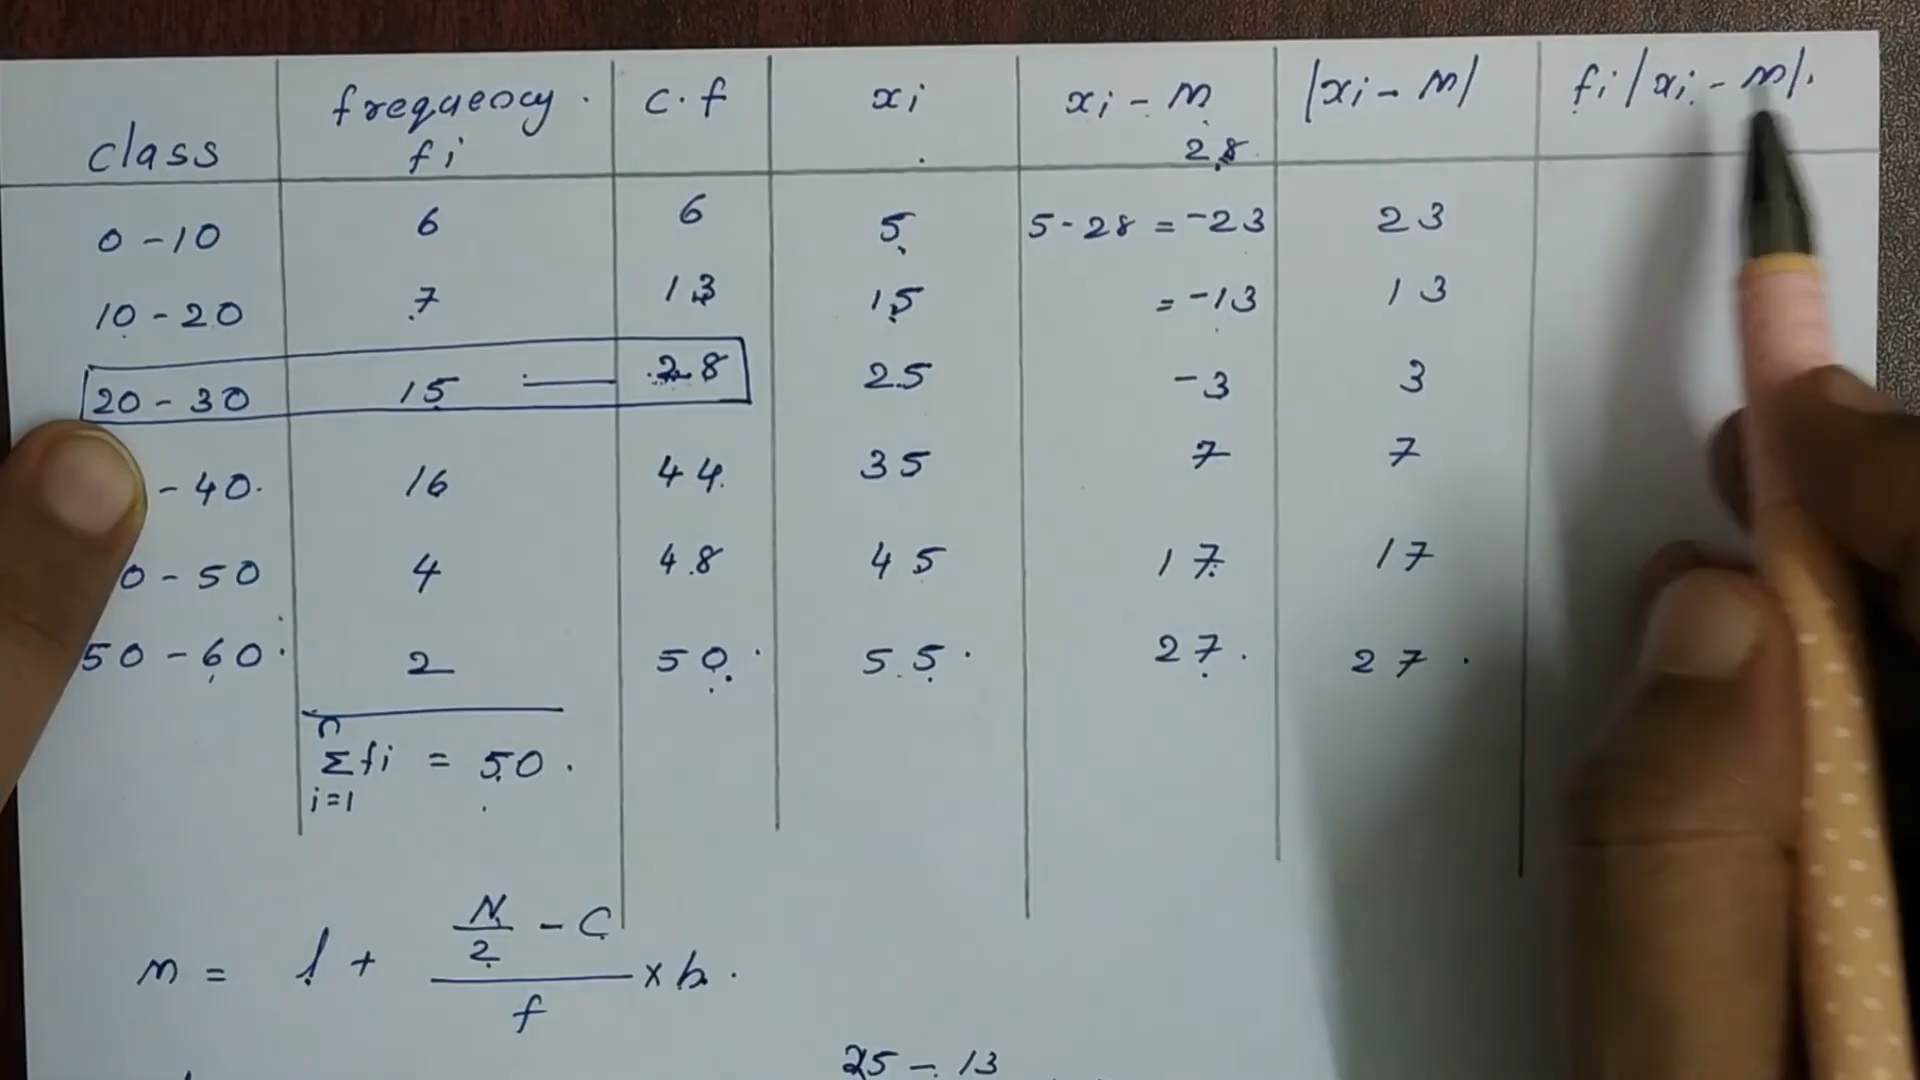 class frequency fi c.f xi xi - M 28 |xi - M| fi |xi - M|.
0 - 10 6 6 5 5 - 28 = -23 23
10 - 20 7 13 15 = -13 13
20 - 30 15 — 28 25 -3 3
- 40. 16 44. 35 7 7
0 - 50 4 48 45 17 17
50 - 60. 2 50. 55. 27. 27.
n
Σfi = 50.
i=1
M = l + (N/2 - C)/f × h.
25 - 13